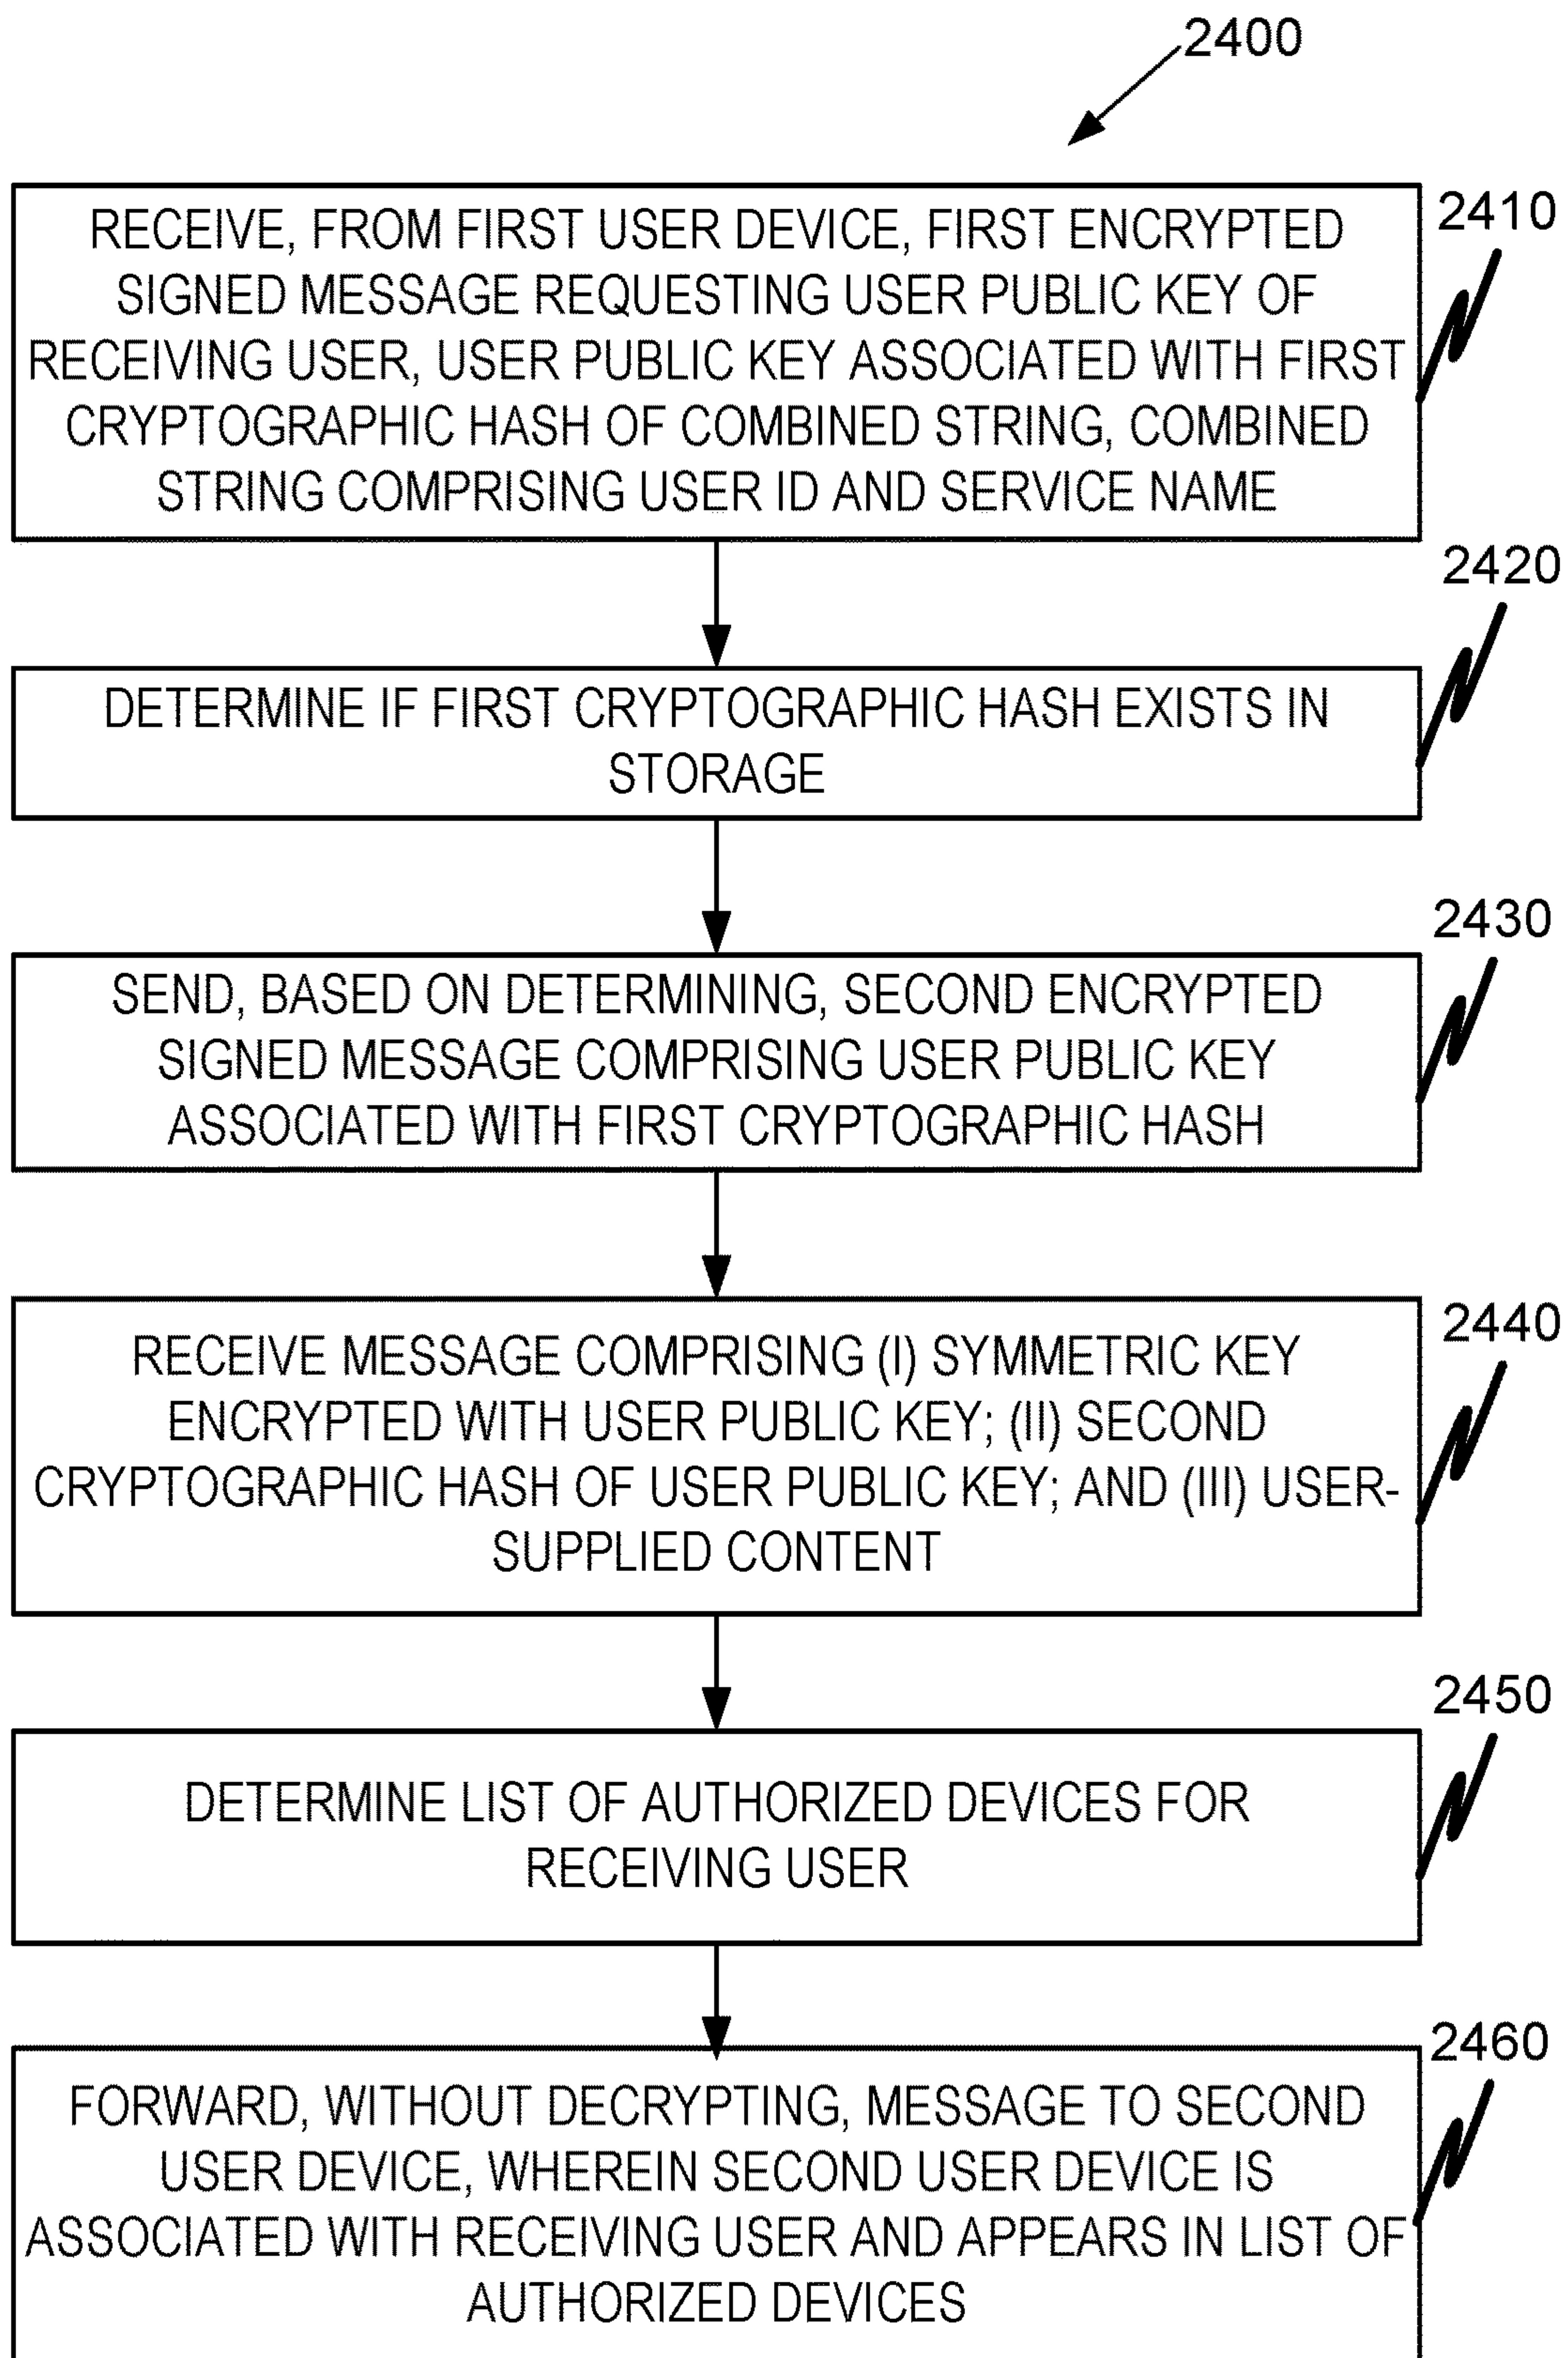 2400
2410
RECEIVE, FROM FIRST USER DEVICE, FIRST ENCRYPTED
SIGNED MESSAGE REQUESTING USER PUBLIC KEY OF
RECEIVING USER, USER PUBLIC KEY ASSOCIATED WITH FIRST
CRYPTOGRAPHIC HASH OF COMBINED STRING, COMBINED
STRING COMPRISING USER ID AND SERVICE NAME
2420
DETERMINE IF FIRST CRYPTOGRAPHIC HASH EXISTS IN
STORAGE
2430
SEND, BASED ON DETERMINING, SECOND ENCRYPTED
SIGNED MESSAGE COMPRISING USER PUBLIC KEY
ASSOCIATED WITH FIRST CRYPTOGRAPHIC HASH
2440
RECEIVE MESSAGE COMPRISING (I) SYMMETRIC KEY
ENCRYPTED WITH USER PUBLIC KEY; (II) SECOND
CRYPTOGRAPHIC HASH OF USER PUBLIC KEY; AND (III) USER-
SUPPLIED CONTENT
2450
DETERMINE LIST OF AUTHORIZED DEVICES FOR
RECEIVING USER
2460
FORWARD, WITHOUT DECRYPTING, MESSAGE TO SECOND
USER DEVICE, WHEREIN SECOND USER DEVICE IS
ASSOCIATED WITH RECEIVING USER AND APPEARS IN LIST OF
AUTHORIZED DEVICES